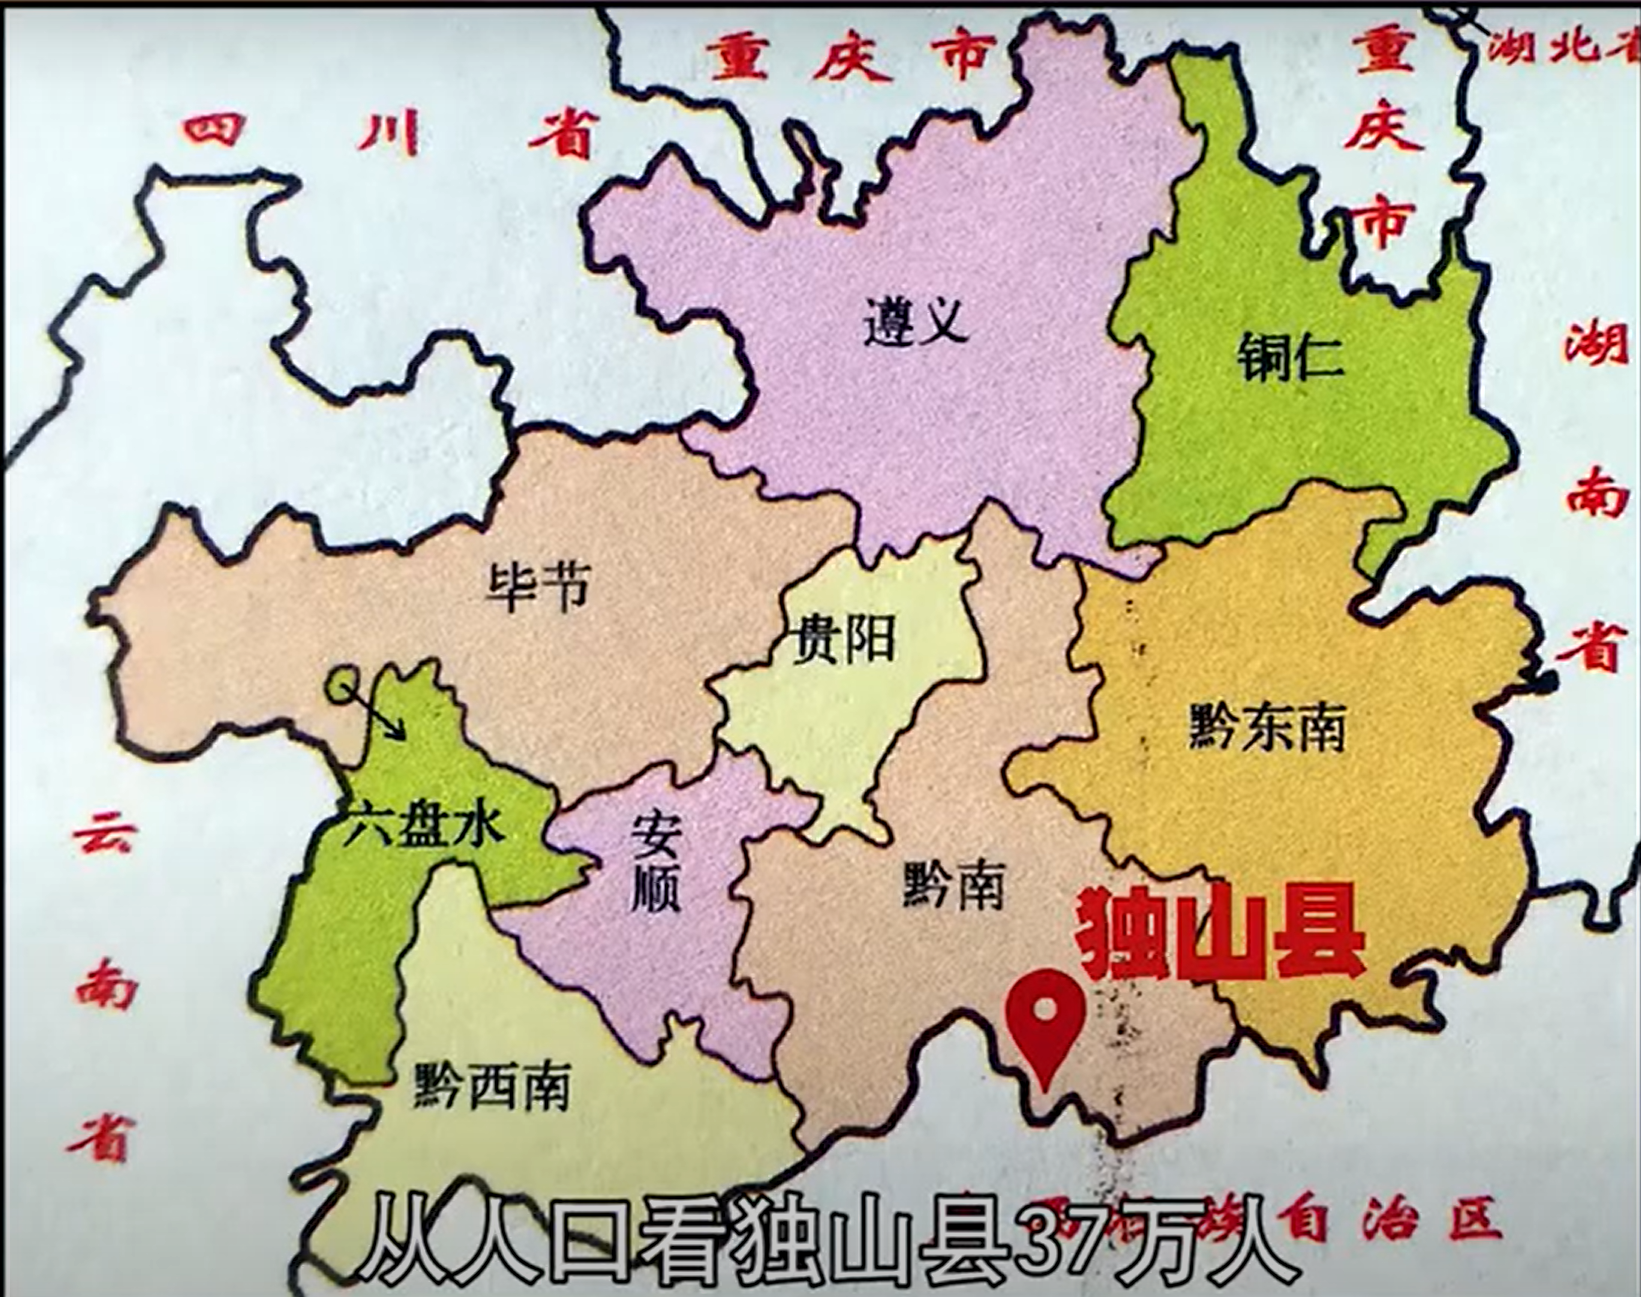 重庆市
重庆市
湖北省
四川省
遵义
铜仁
湖南省
毕节
贵阳
黔东南
云南省
六盘水
安顺
黔南
独山县
黔西南
族自治区
从人口看独山县37万人